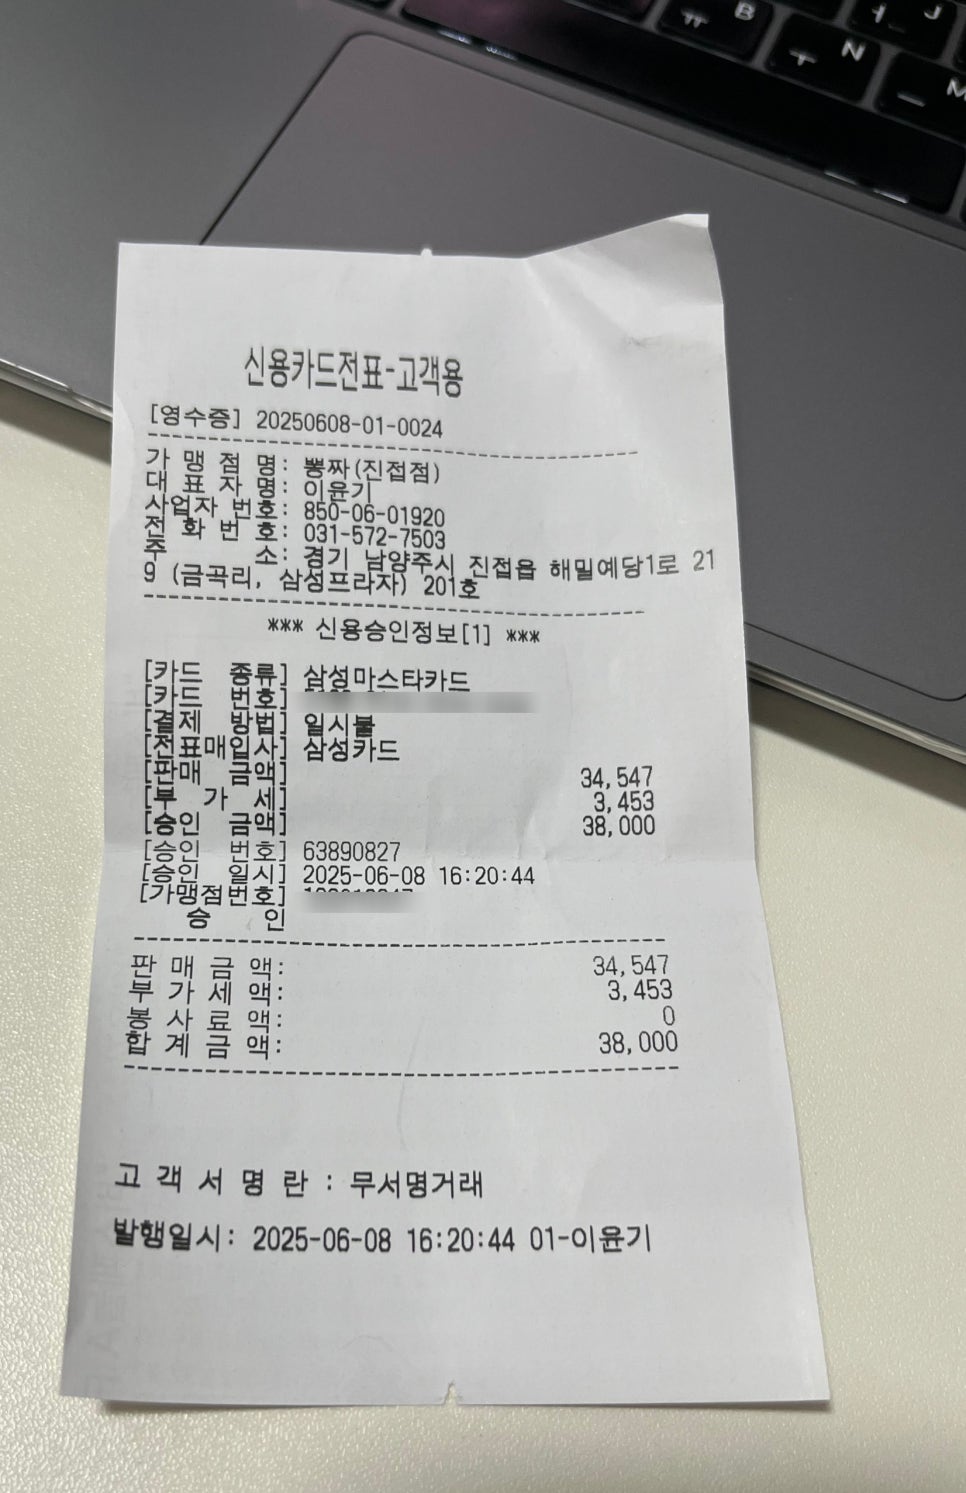 ㅠ B
ㅓ J
ㅜ N
ㅡ M
신용카드전표-고객용
[영수증] 20250608-01-0024
가 맹 점 명: 뽕짜(진접점)
대 표 자 명: 이윤기
사업자 번호: 850-06-01920
전 화 번 호: 031-572-7503
주 소: 경기 남양주시 진접읍 해밀예당1로 21
9 (금곡리, 삼성프라자) 201호
*** 신용승인정보[1] ***
[카드 종류] 삼성마스타카드
[카드 번호]
[결제 방법] 일시불
[전표매입사] 삼성카드
[판매 금액] 34,547
[부 가 세] 3,453
[승인 금액] 38,000
[승인 번호] 63890827
[승인 일시] 2025-06-08 16:20:44
[가맹점번호]
승 인
판 매 금 액: 34,547
부 가 세 액: 3,453
봉 사 료 액: 0
합 계 금 액: 38,000
고 객 서 명 란 : 무서명거래
발행일시: 2025-06-08 16:20:44 01-이윤기